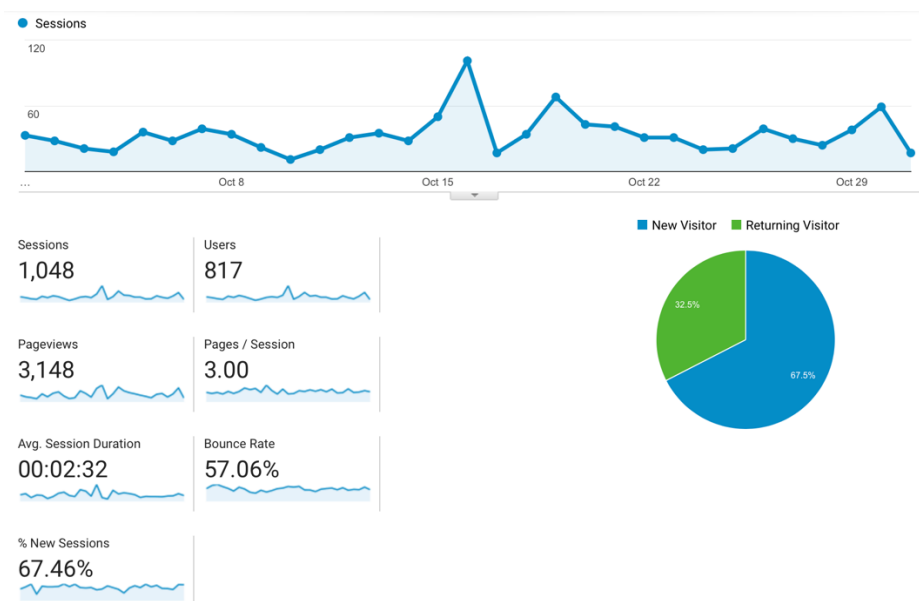 Sessions
120
60
...
Oct 8
Oct 15
Oct 22
Oct 29
New Visitor
Returning Visitor
32.5%
67.5%
Sessions
1,048
Users
817
Pageviews
3,148
Pages / Session
3.00
Avg. Session Duration
00:02:32
Bounce Rate
57.06%
% New Sessions
67.46%